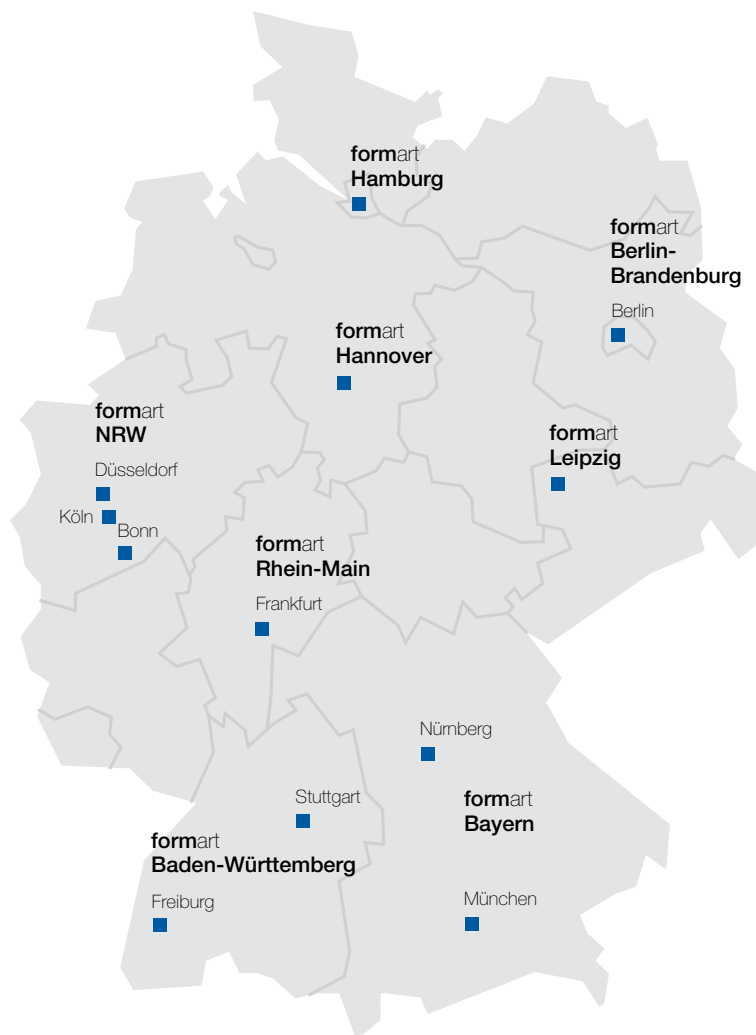 formart
Hamburg
formart
Berlin-
Brandenburg
Berlin
formart
Hannover
formart
NRW
Düsseldorf
Köln
Bonn
formart
Leipzig
formart
Rhein-Main
Frankfurt
Nürnberg
formart
Bayern
Stuttgart
formart
Baden-Württemberg
Freiburg
München